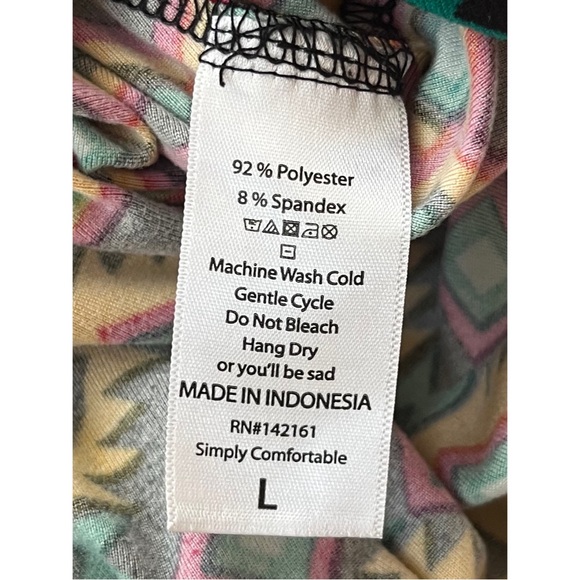 92 % Polyester
8 % Spandex
Machine Wash Cold
Gentle Cycle
Do Not Bleach
Hang Dry
or you'll be sad
MADE IN INDONESIA
RN#142161
Simply Comfortable
L